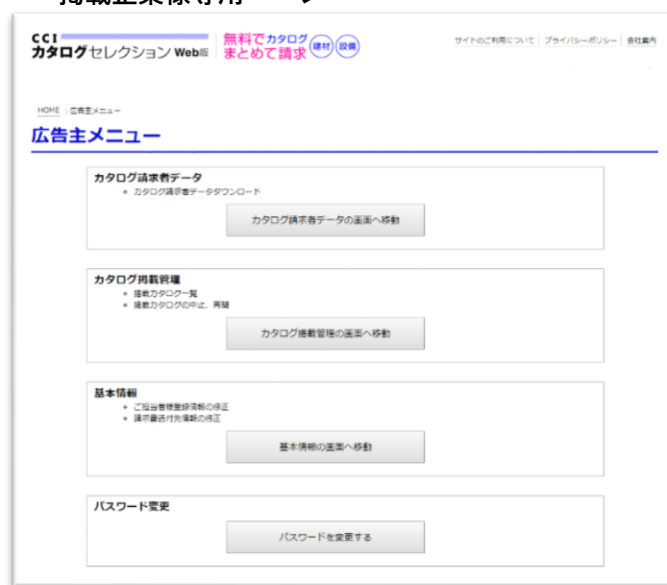 CCI
カタログセレクション Web版
無料でカタログ
まとめて請求
建材 設備
サイトのご利用について | プライバシーポリシー | 会社案内
HOME : 広告主メニュー
広告主メニュー
カタログ請求者データ
カタログ請求者データダウンロード
カタログ請求者データの画面へ移動
カタログ掲載管理
掲載カタログ一覧
掲載カタログの中止、再開
カタログ掲載管理の画面へ移動
基本情報
ご担当者様登録情報の修正
請求書送付先情報の修正
基本情報の画面へ移動
パスワード変更
パスワードを変更する